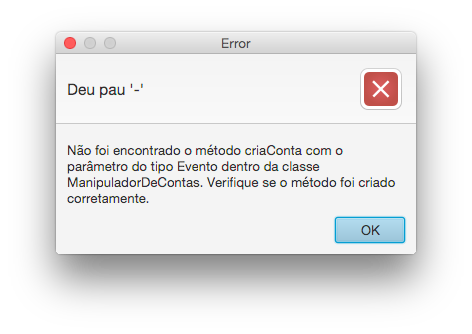 Error
Deu pau '-'
Não foi encontrado o método criaConta com o
parâmetro do tipo Evento dentro da classe
ManipuladorDeContas. Verifique se o método foi criado
corretamente.
OK